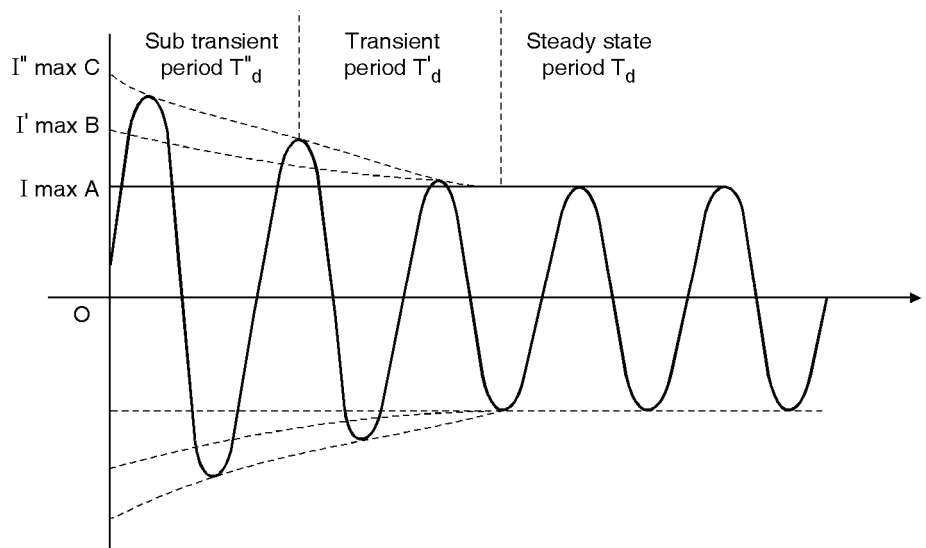 Sub transient
period T"d
Transient
period T'd
Steady state
period Td
I" max C
I' max B
I max A
O